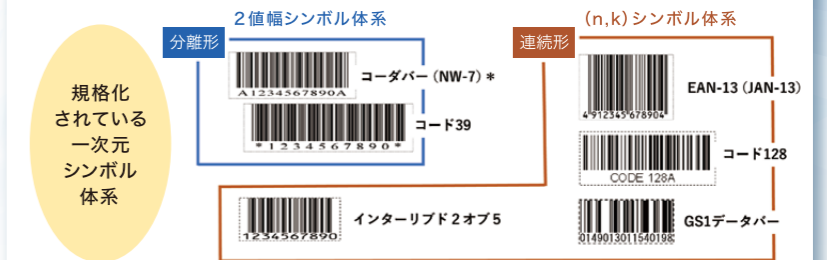 2値幅シンボル体系
(n,k)シンボル体系
分離形
連続形
規格化
されている
一次元
シンボル
体系
A1234567890A
コーダバー(NW-7)*
*1234567890*
コード39
1234567890
インターリブド2オブ5
4912345678904
EAN-13(JAN-13)
CODE 128A
コード128
0149013011540198
GS1データバー